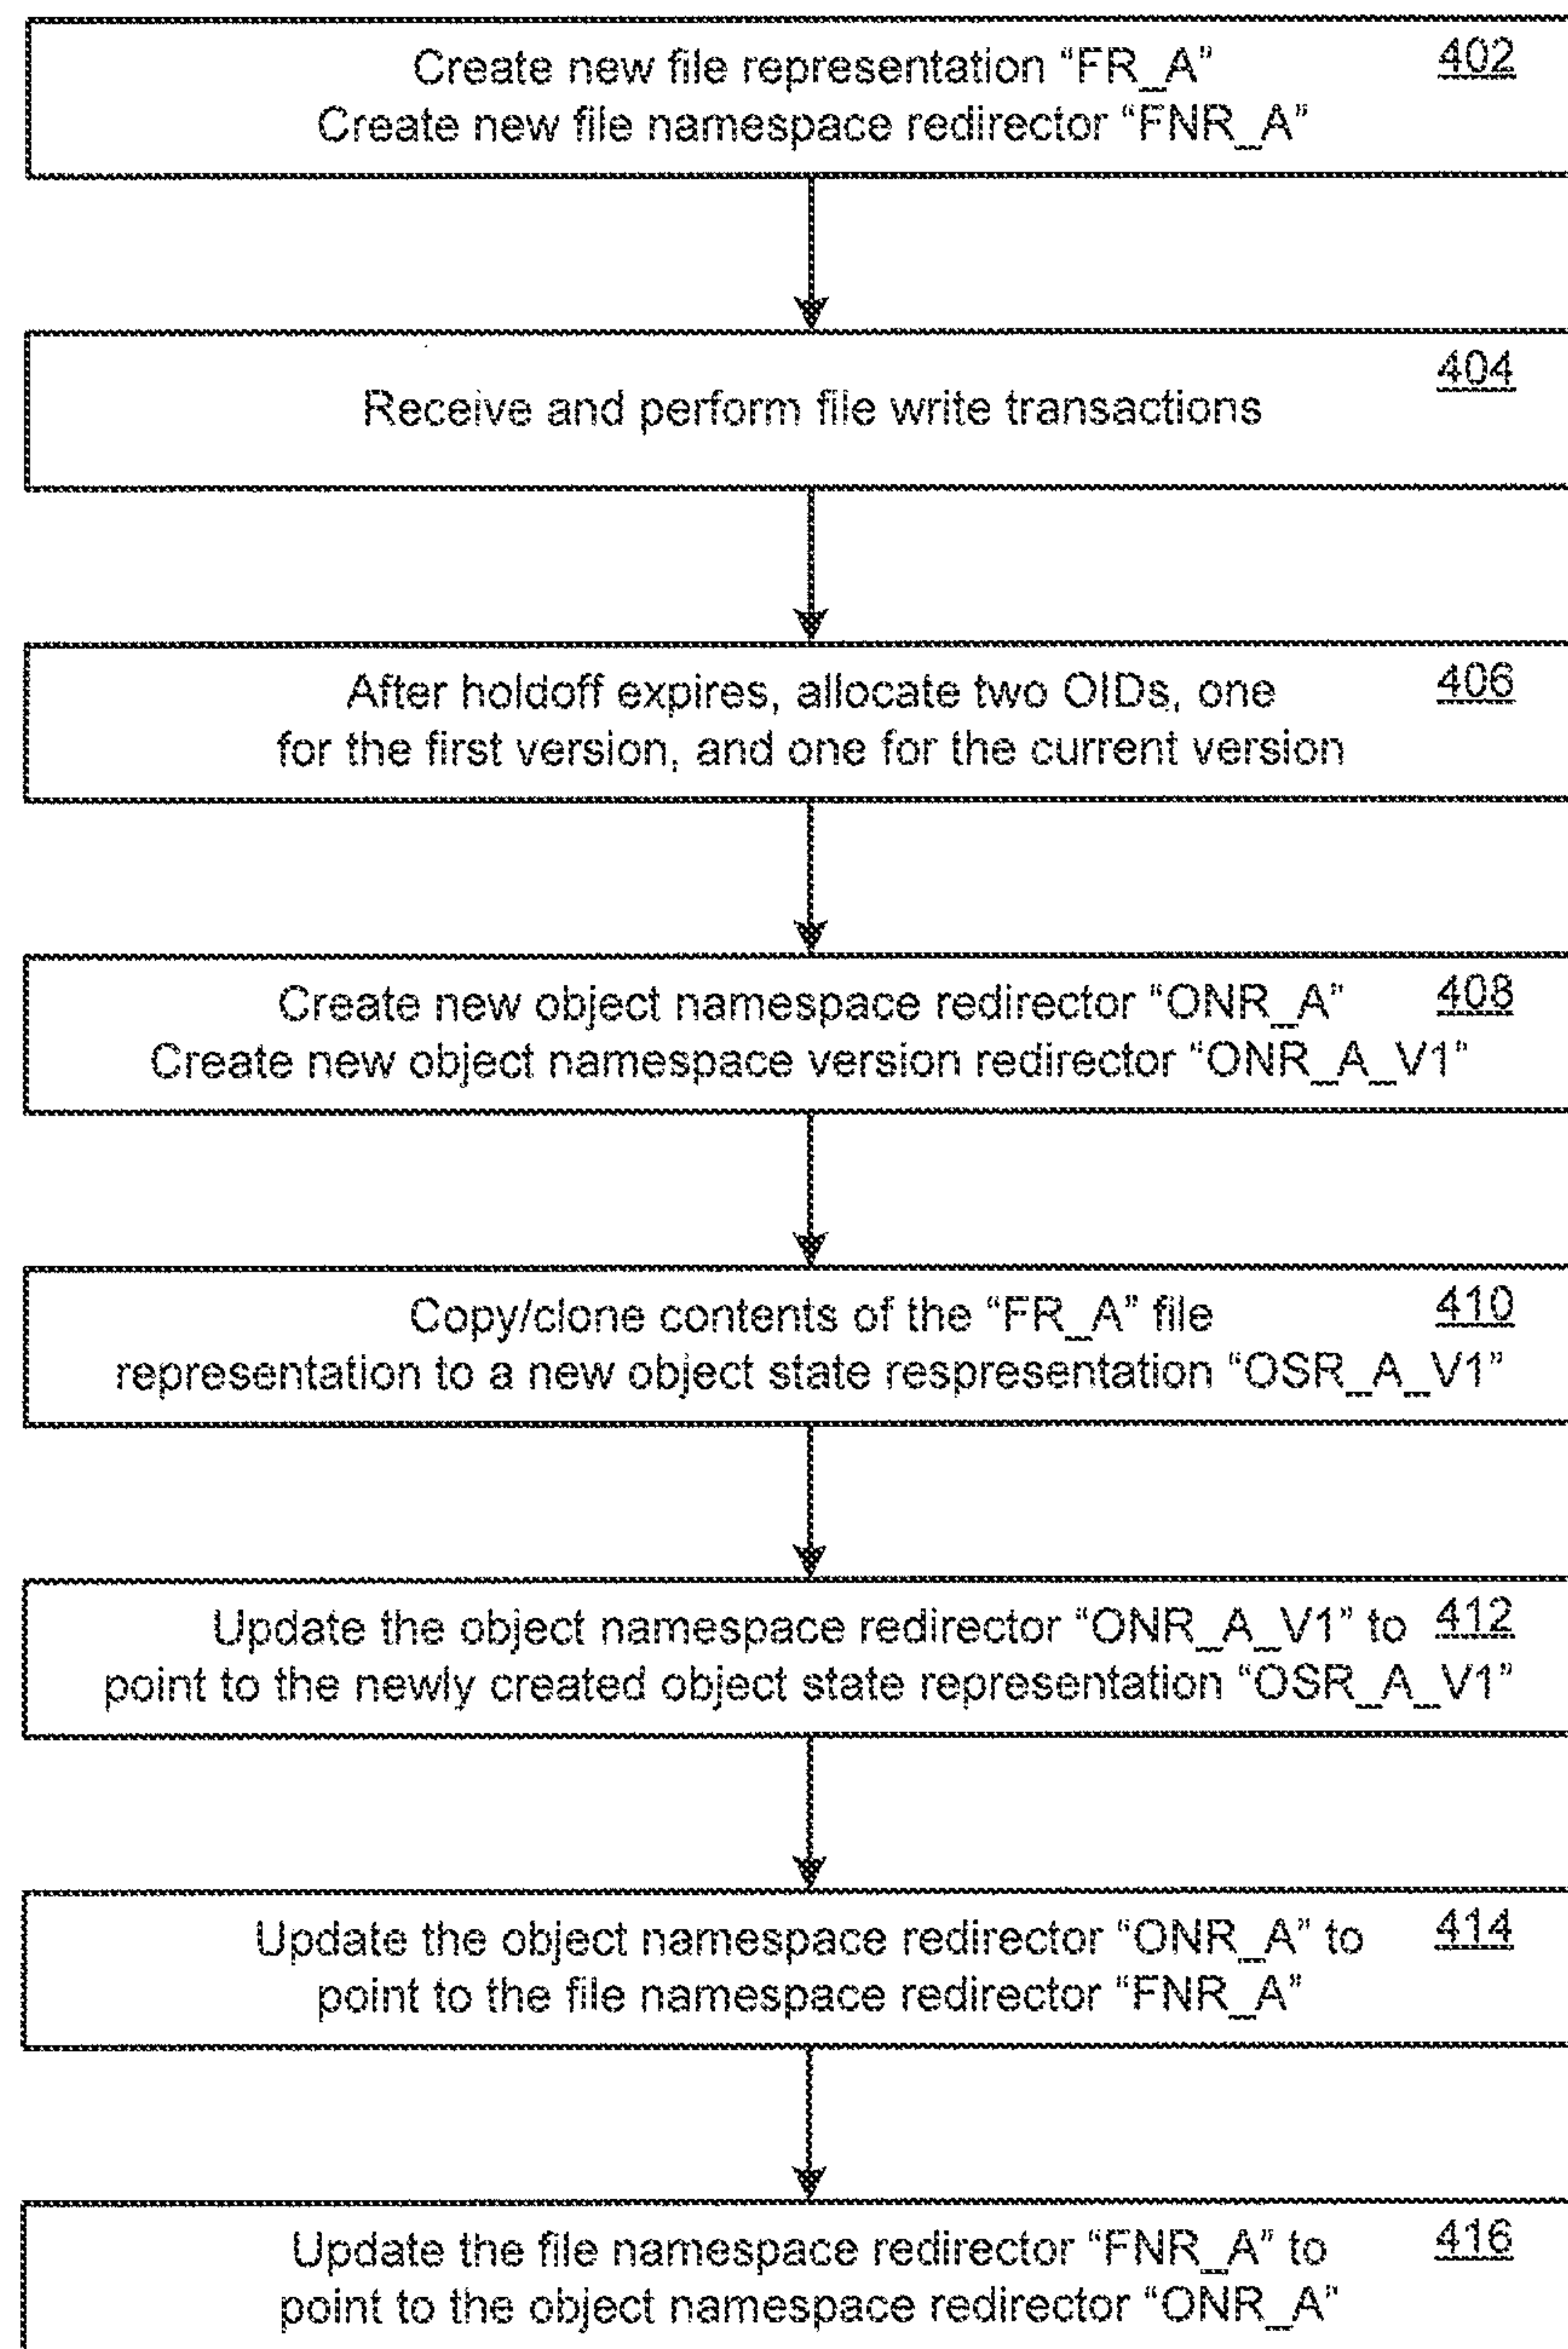 Create new file representation “FR_A”
402
Create new file namespace redirector “FNR_A”
404
Receive and perform file write transactions
After holdoff expires, allocate two OIDs, one
406
for the first version, and one for the current version
Create new object namespace redirector “ONR_A”
408
Create new object namespace version redirector “ONR_A_V1”
Copy/clone contents of the “FR_A” file
410
representation to a new object state respresentation “OSR_A_V1”
Update the object namespace redirector “ONR_A_V1” to
412
point to the newly created object state representation “OSR_A_V1”
Update the object namespace redirector “ONR_A” to
414
point to the file namespace redirector “FNR_A”
Update the file namespace redirector “FNR_A” to
416
point to the object namespace redirector “ONR_A”